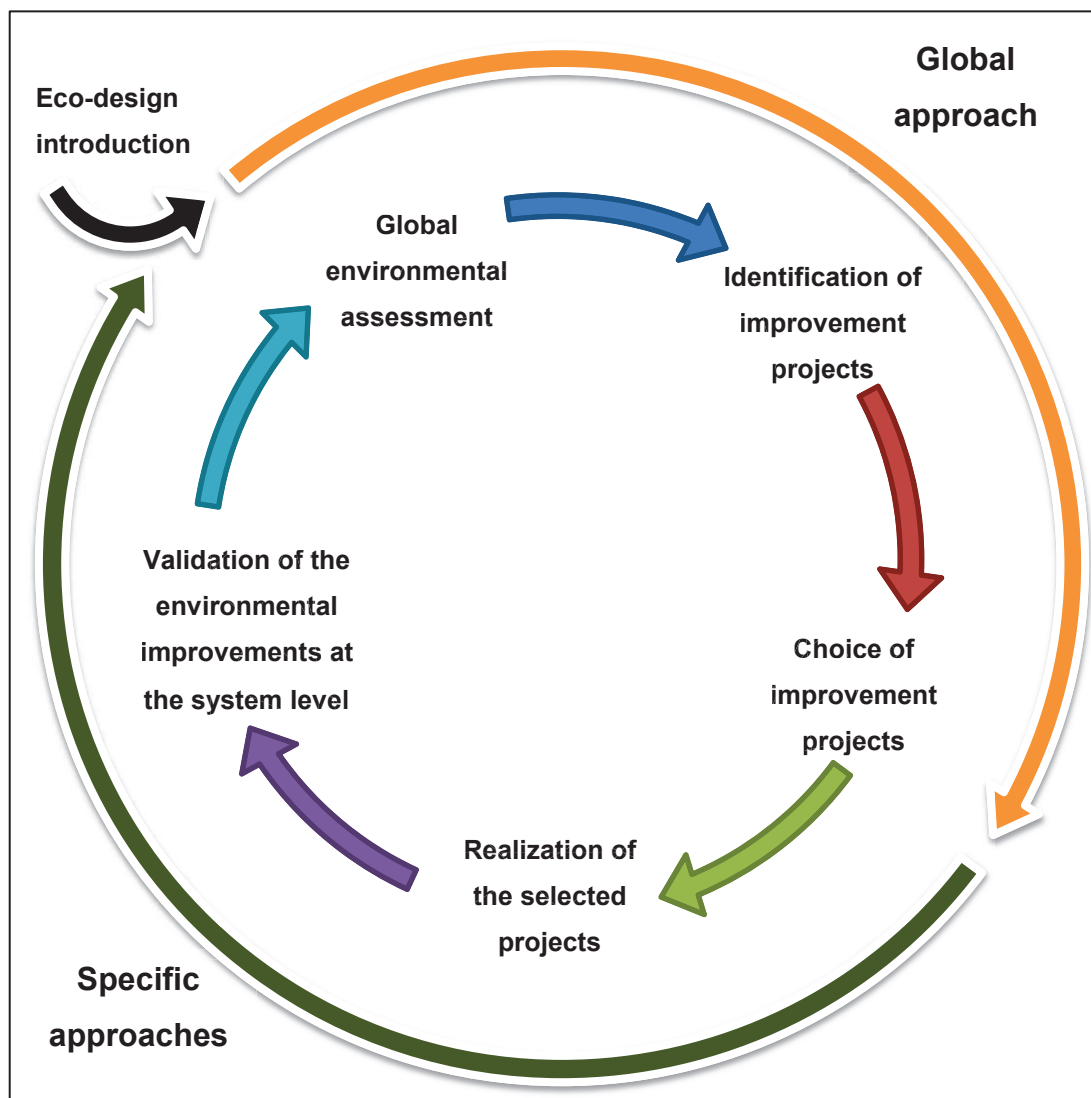 Global
approach
Eco-design
introduction
Global
environmental
assessment
Identification of
improvement
projects
Choice of
improvement
projects
Realization of
the selected
projects
Validation of the
environmental
improvements at
the system level
Specific
approaches